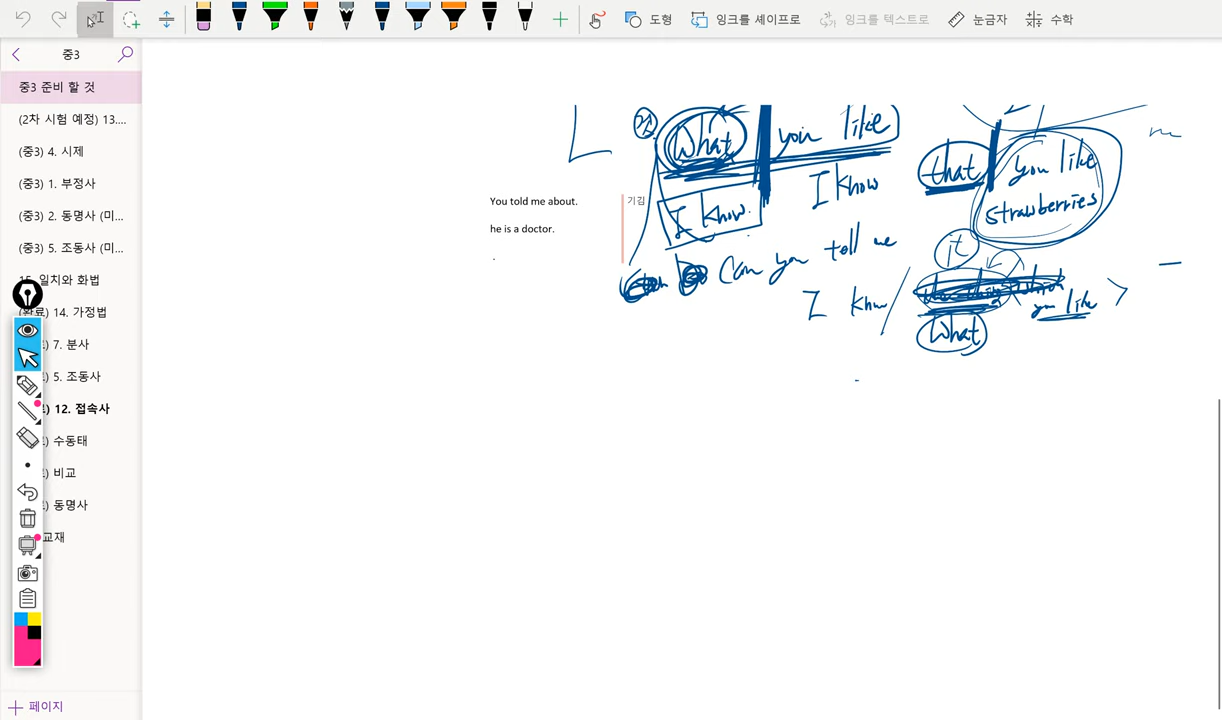 도형
잉크를 셰이프로
잉크를 텍스트로
눈금자
수학
중3
중3 준비 할 것
(2차 시험 예정) 13....
(중3) 4. 시제
(중3) 1. 부정사
(중3) 2. 동명사 (미...
(중3) 5. 조동사 (미...
15. 일치와 화법
14. 가정법
7. 분사
) 5. 조동사
) 12. 접속사
) 수동태
) 비교
) 동명사
교재
페이지
것 What you like
I know
I know.
that you like
strawberries
You told me about.
기김
he is a doctor.
.
Can you tell me
it
I know
you like
What